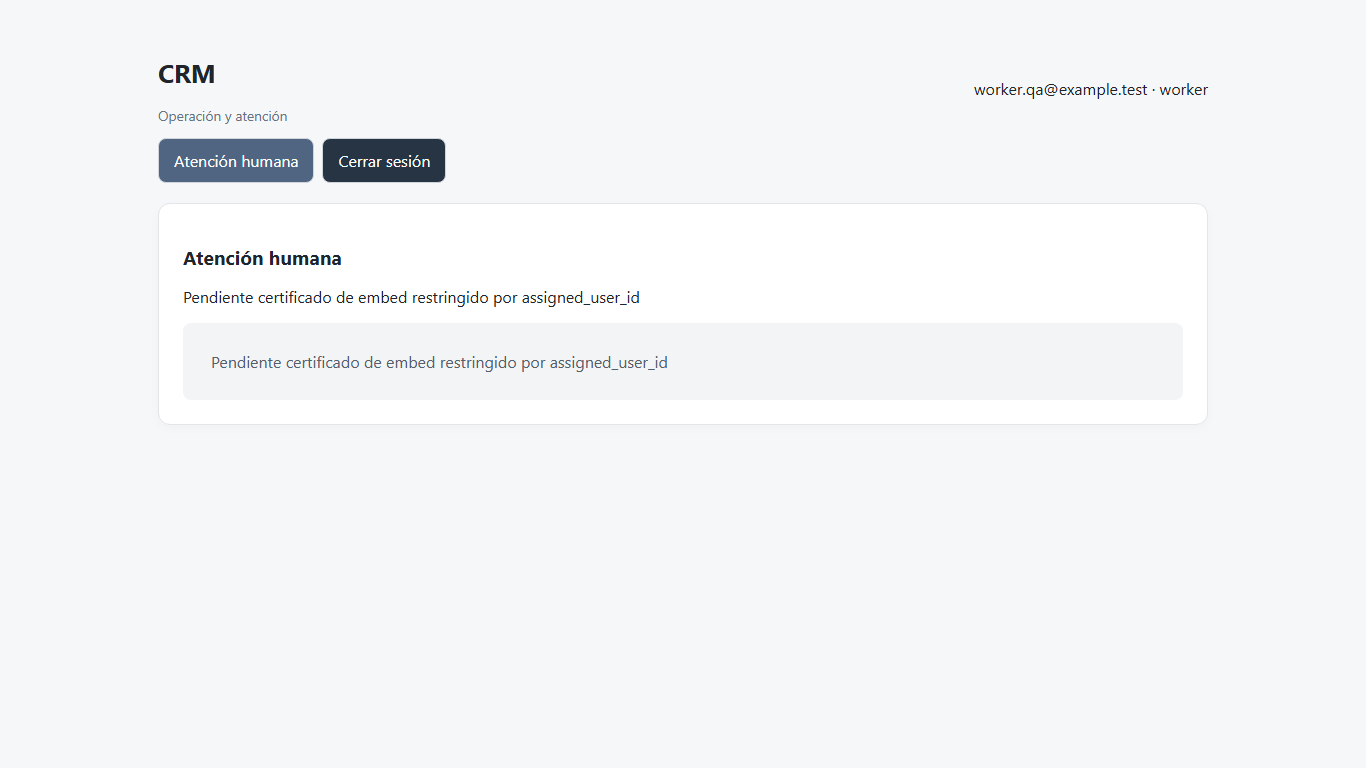 CRM
worker.qa@example.test · worker
Operación y atención
Atención humana
Cerrar sesión
Atención humana
Pendiente certificado de embed restringido por assigned_user_id
Pendiente certificado de embed restringido por assigned_user_id